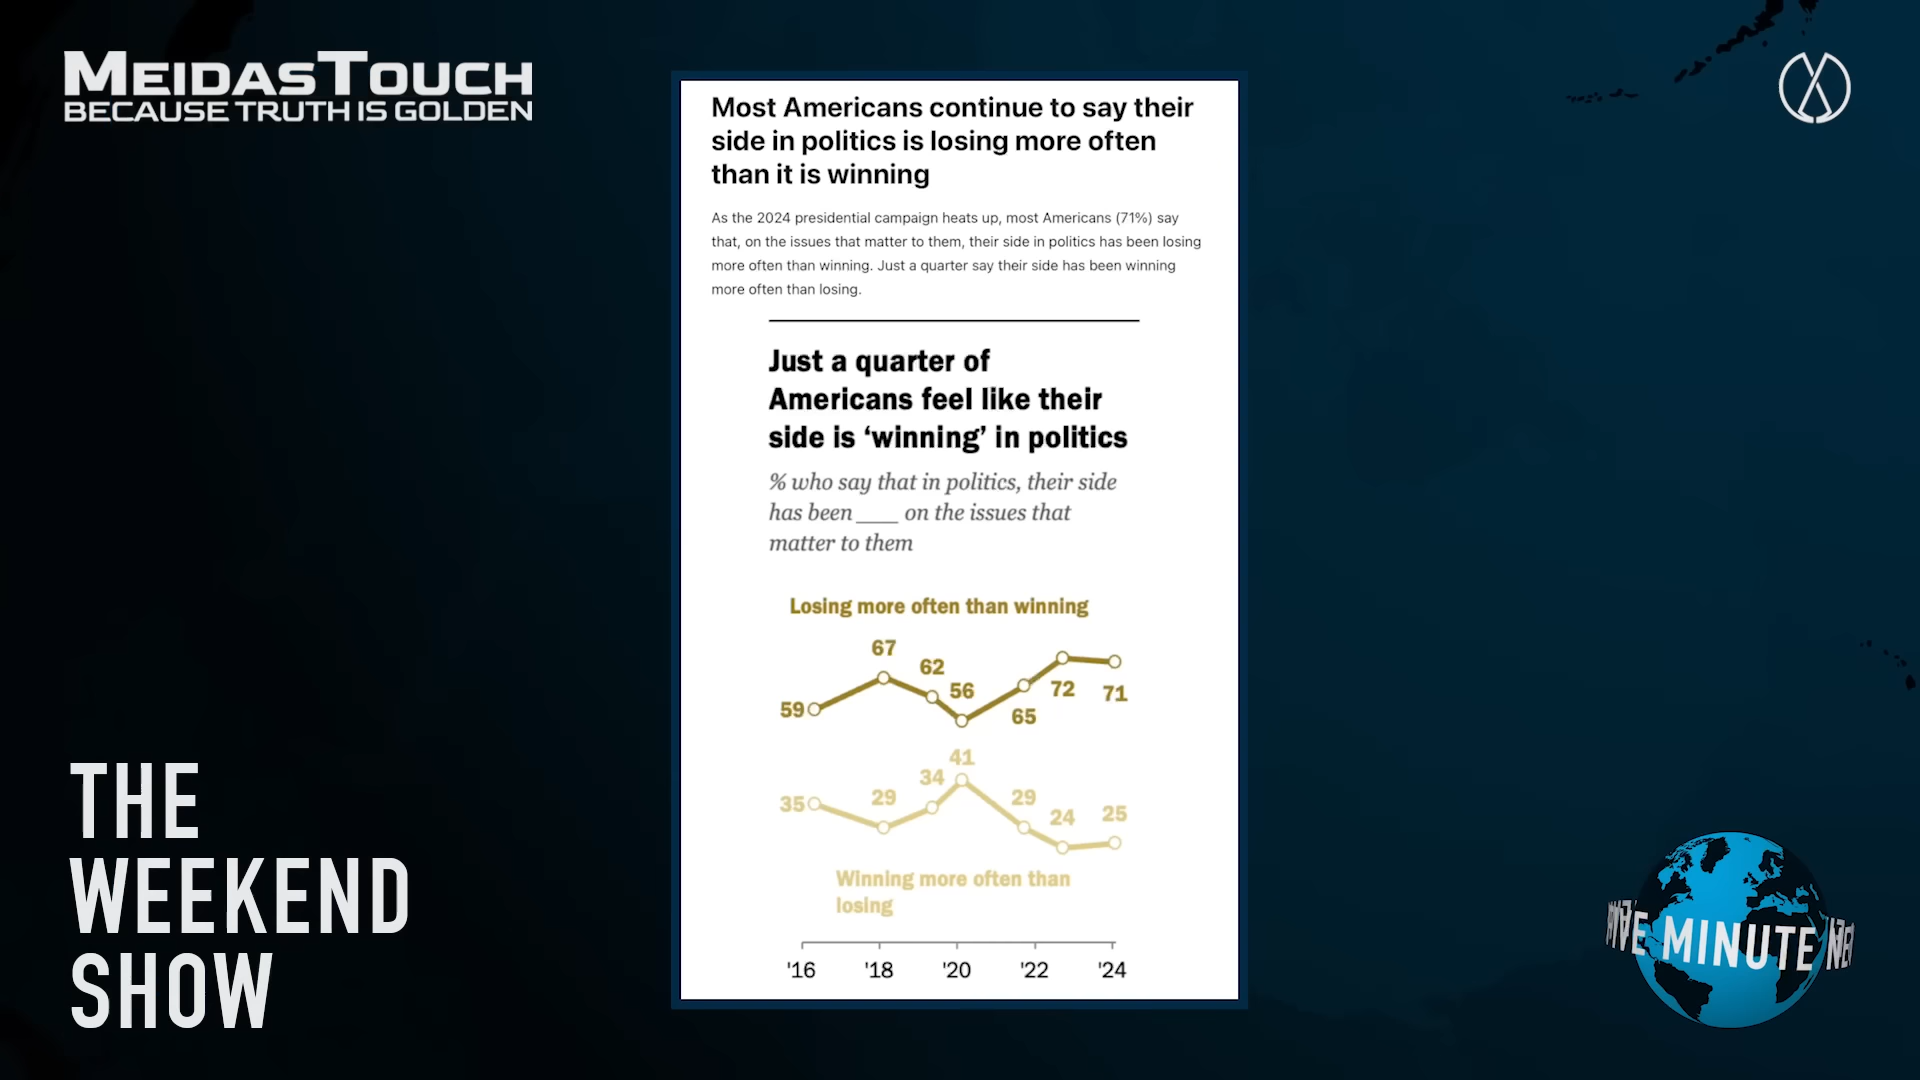 MEIDASTOUCH
BECAUSE TRUTH IS GOLDEN
Most Americans continue to say their
side in politics is losing more often
than it is winning
As the 2024 presidential campaign heats up, most Americans (71%) say
that, on the issues that matter to them, their side in politics has been losing
more often than winning. Just a quarter say their side has been winning
more often than losing.
Just a quarter of
Americans feel like their
side is ‘winning’ in politics
% who say that in politics, their side
has been ____ on the issues that
matter to them
Losing more often than winning
67
62
56
59
65
72
71
41
34
35
29
29
24
25
Winning more often than
losing
'16 '18 '20 '22 '24
THE
WEEKEND
SHOW
MINUTE